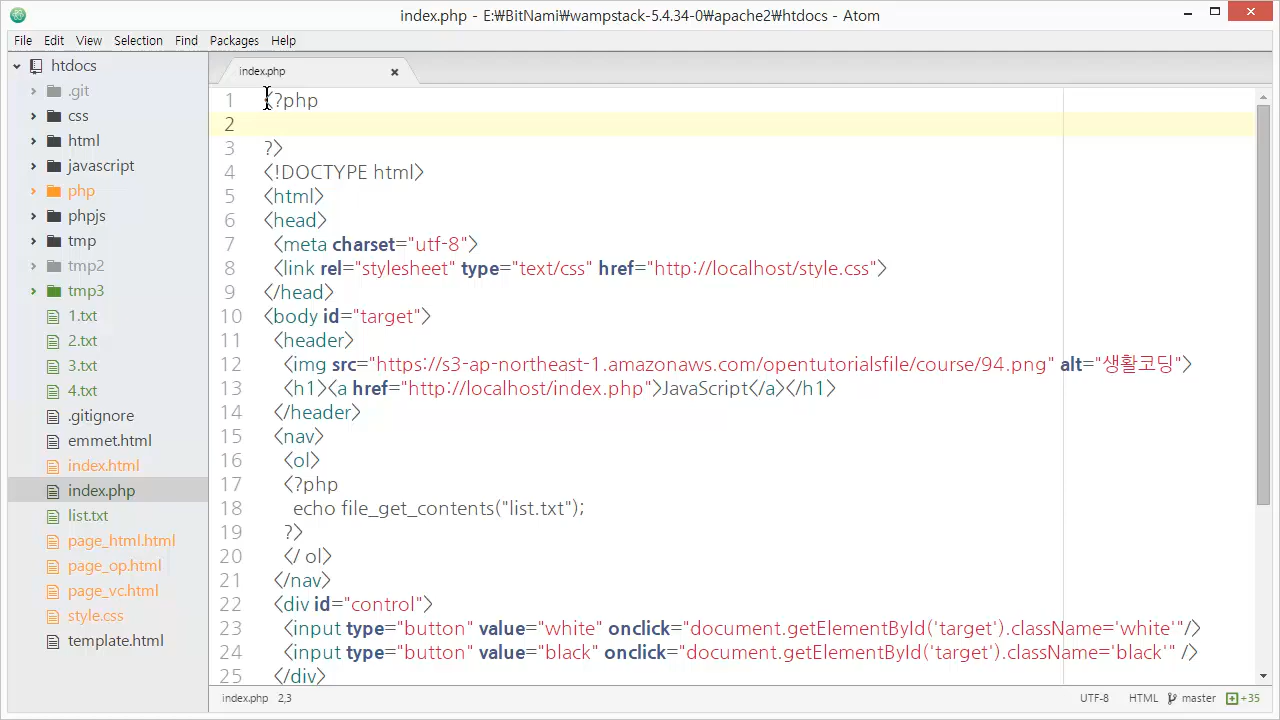 index.php - E:₩BitNami₩wampstack-5.4.34-0₩apache2₩htdocs - Atom
File Edit View Selection Find Packages Help
htdocs
.git
css
html
javascript
php
phpjs
tmp
tmp2
tmp3
1.txt
2.txt
3.txt
4.txt
.gitignore
emmet.html
index.html
index.php
list.txt
page_html.html
page_op.html
page_vc.html
style.css
template.html
index.php
1 <?php
2
3 ?>
4 <!DOCTYPE html>
5 <html>
6 <head>
7 <meta charset="utf-8">
8 <link rel="stylesheet" type="text/css" href="http://localhost/style.css">
9 </head>
10 <body id="target">
11 <header>
12 <img src="https://s3-ap-northeast-1.amazonaws.com/opentutorialsfile/course/94.png" alt="생활코딩">
13 <h1><a href="http://localhost/index.php">JavaScript</a></h1>
14 </header>
15 <nav>
16 <ol>
17 <?php
18 echo file_get_contents("list.txt");
19 ?>
20 </ ol>
21 </nav>
22 <div id="control">
23 <input type="button" value="white" onclick="document.getElementById('target').className='white'"/>
24 <input type="button" value="black" onclick="document.getElementById('target').className='black'" />
25 </div>
index.php 2,3 UTF-8 HTML master +35